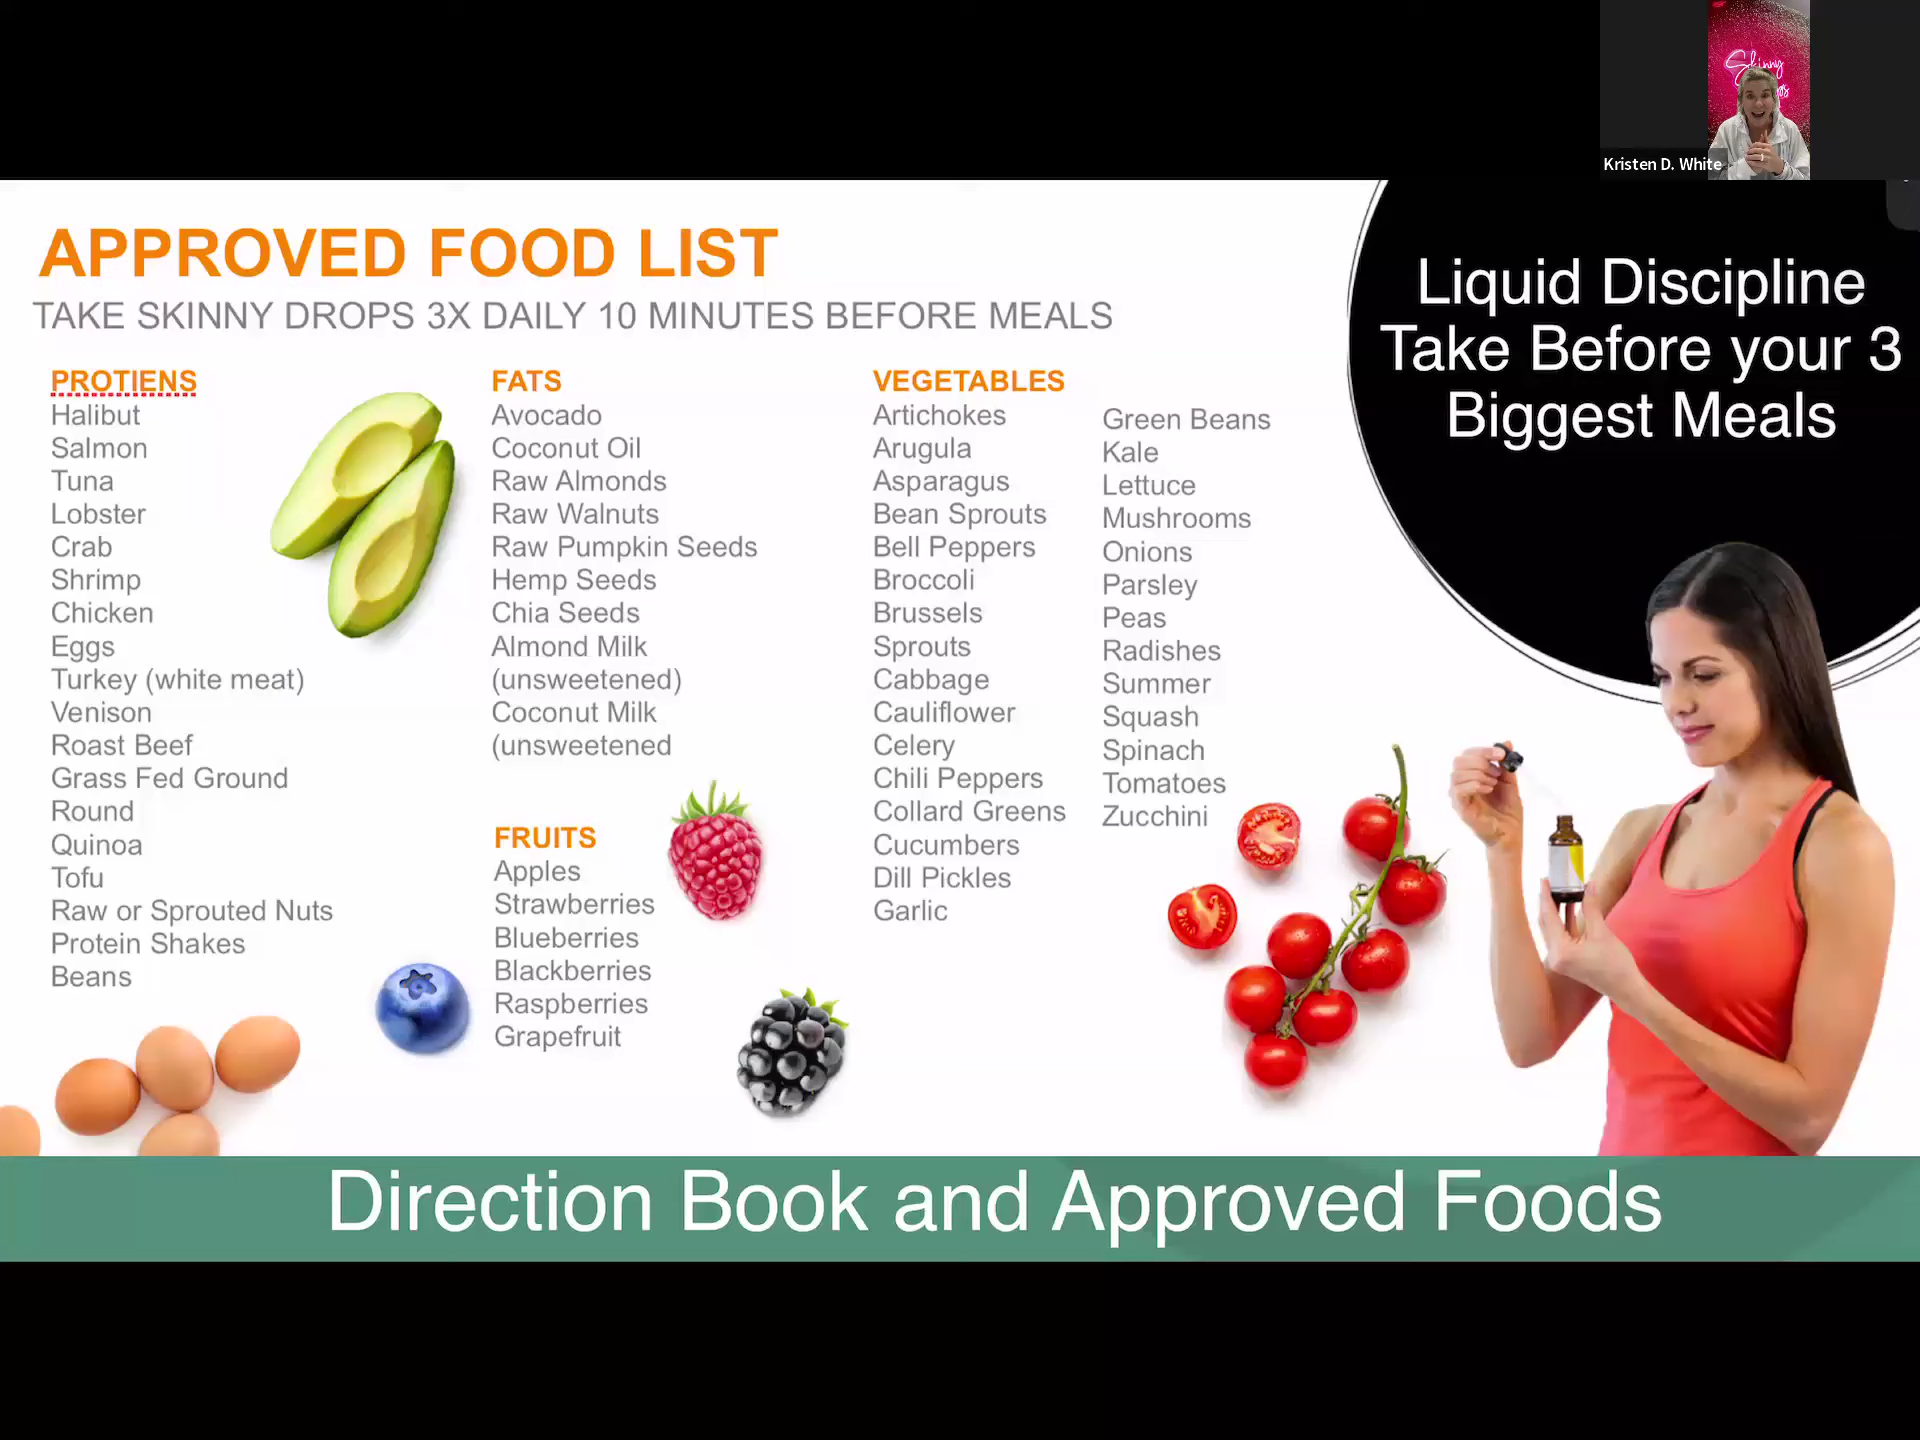 Skinny
Kristen D. White
APPROVED FOOD LIST
TAKE SKINNY DROPS 3X DAILY 10 MINUTES BEFORE MEALS
PROTIENS
Halibut
Salmon
Tuna
Lobster
Crab
Shrimp
Chicken
Eggs
Turkey (white meat)
Venison
Roast Beef
Grass Fed Ground
Round
Quinoa
Tofu
Raw or Sprouted Nuts
Protein Shakes
Beans
FATS
Avocado
Coconut Oil
Raw Almonds
Raw Walnuts
Raw Pumpkin Seeds
Hemp Seeds
Chia Seeds
Almond Milk
(unsweetened)
Coconut Milk
(unsweetened
FRUITS
Apples
Strawberries
Blueberries
Blackberries
Raspberries
Grapefruit
VEGETABLES
Artichokes
Arugula
Asparagus
Bean Sprouts
Bell Peppers
Broccoli
Brussels
Sprouts
Cabbage
Cauliflower
Celery
Chili Peppers
Collard Greens
Cucumbers
Dill Pickles
Garlic
Green Beans
Kale
Lettuce
Mushrooms
Onions
Parsley
Peas
Radishes
Summer
Squash
Spinach
Tomatoes
Zucchini
Liquid Discipline
Take Before your 3
Biggest Meals
Direction Book and Approved Foods